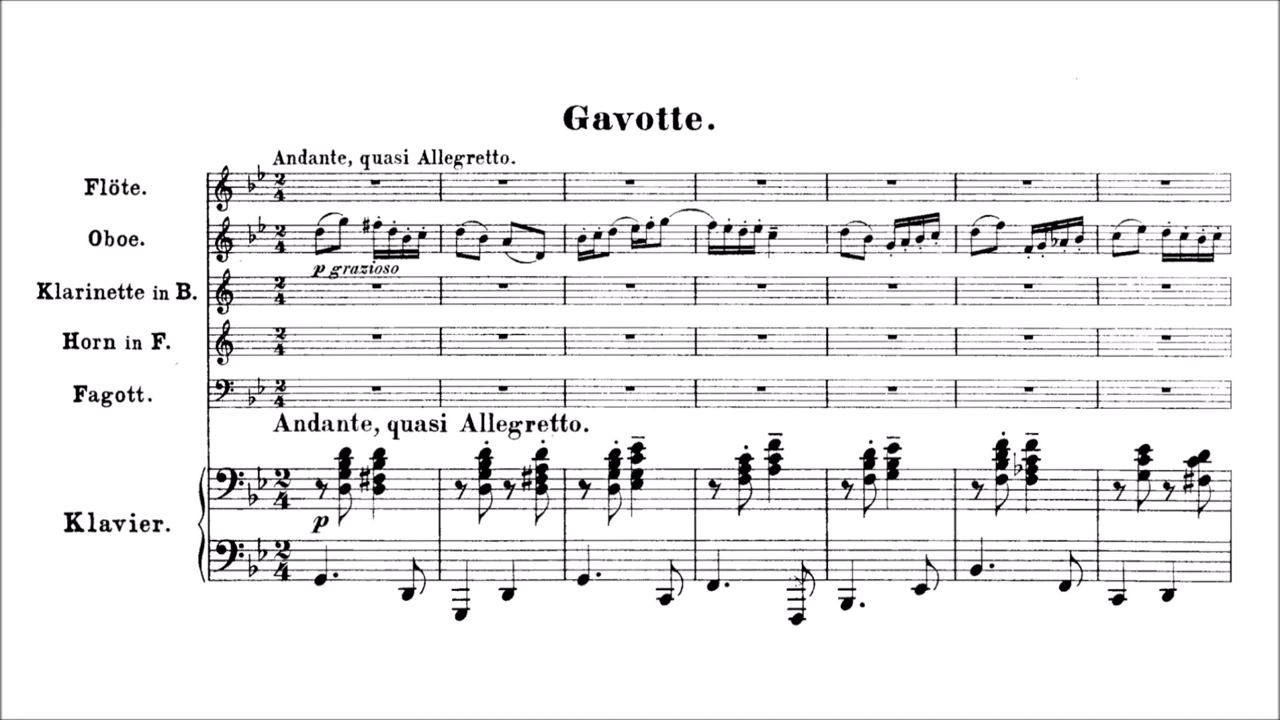 Gavotte.
Andante, quasi Allegretto.
Flöte.
Oboe.
p grazioso
Klarinette in B.
Horn in F.
Fagott.
Andante, quasi Allegretto.
Klavier.
p